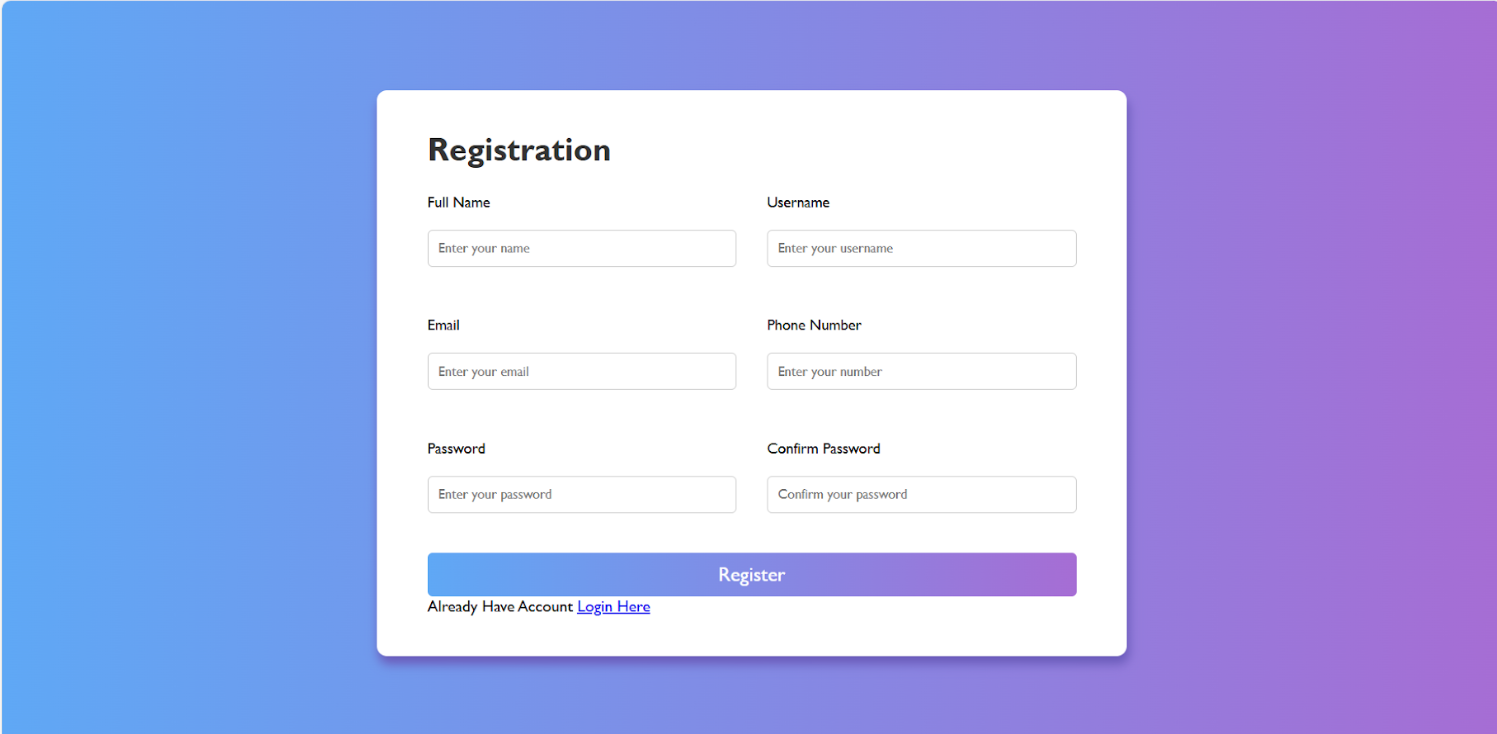 Registration
Full Name
Username
Enter your name
Enter your username
Email
Phone Number
Enter your email
Enter your number
Password
Confirm Password
Enter your password
Confirm your password
Register
Already Have Account Login Here